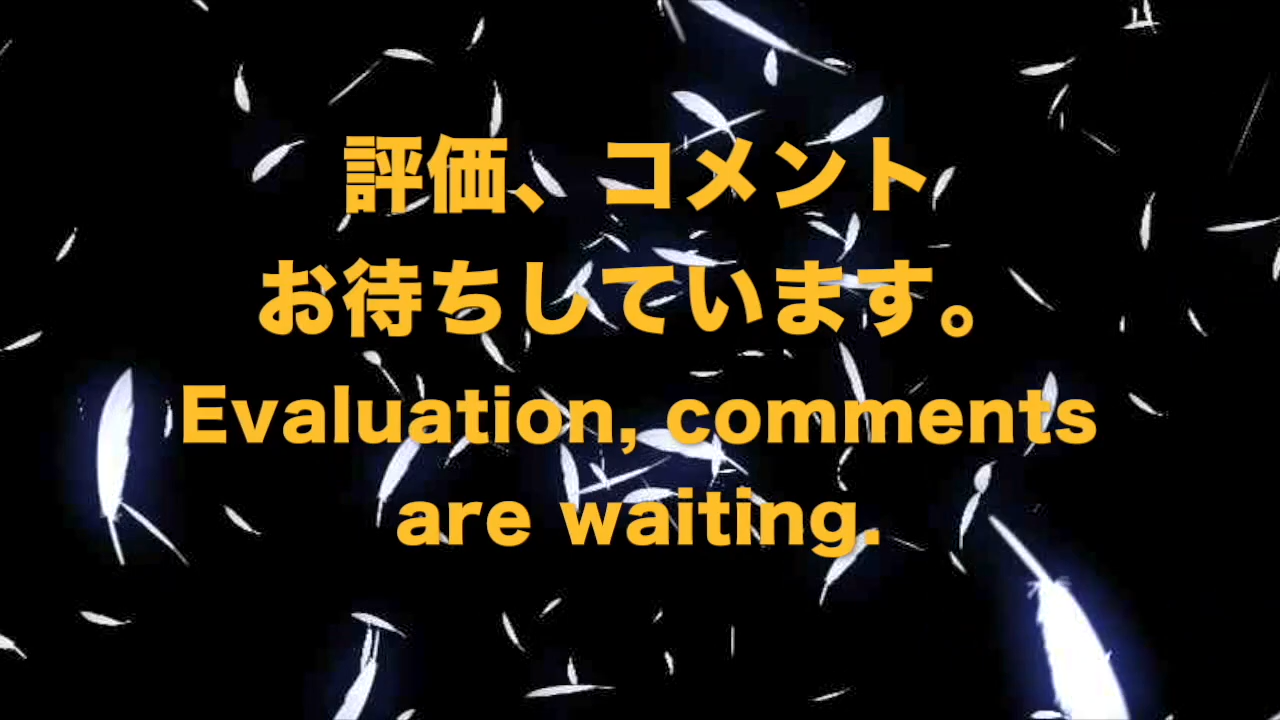 評価、コメント
お待ちしています。
Evaluation, comments
are waiting.